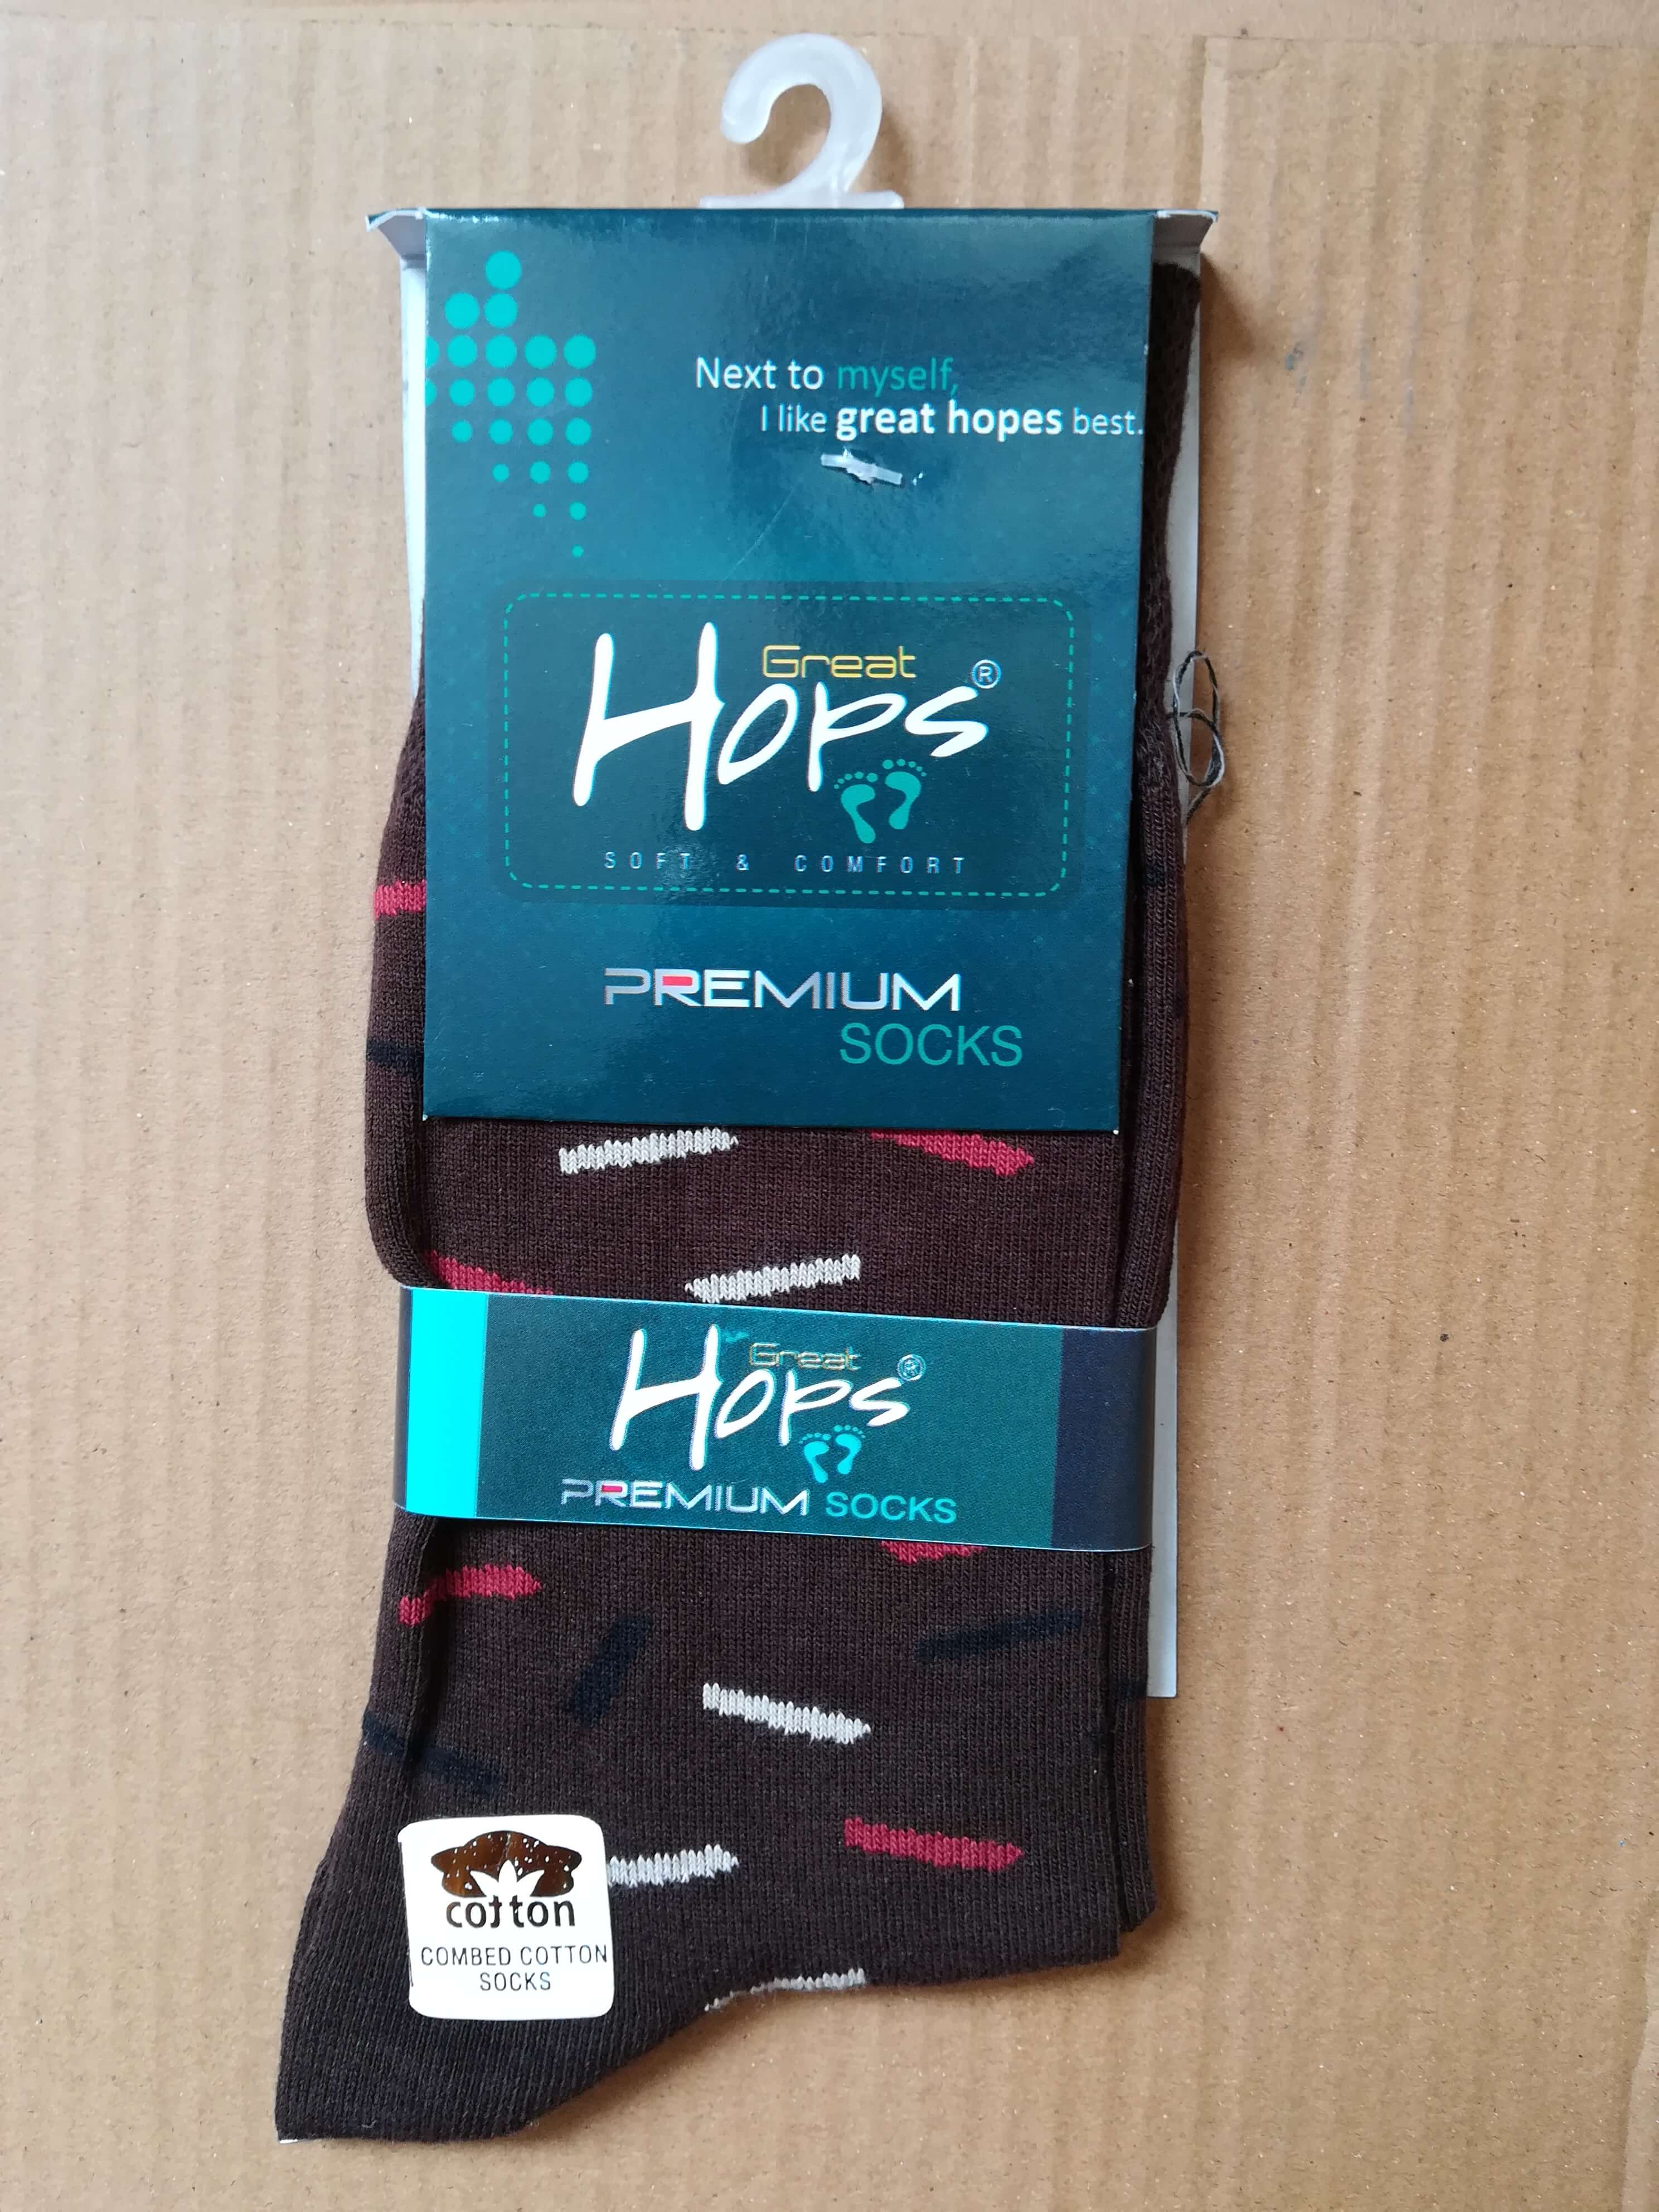 Next to myself,
I like great hopes best.
Great
Hops®
SOFT & COMFORT
PREMIUM
SOCKS
Great
Hops®
PREMIUM SOCKS
cotton
COMBED COTTON
SOCKS